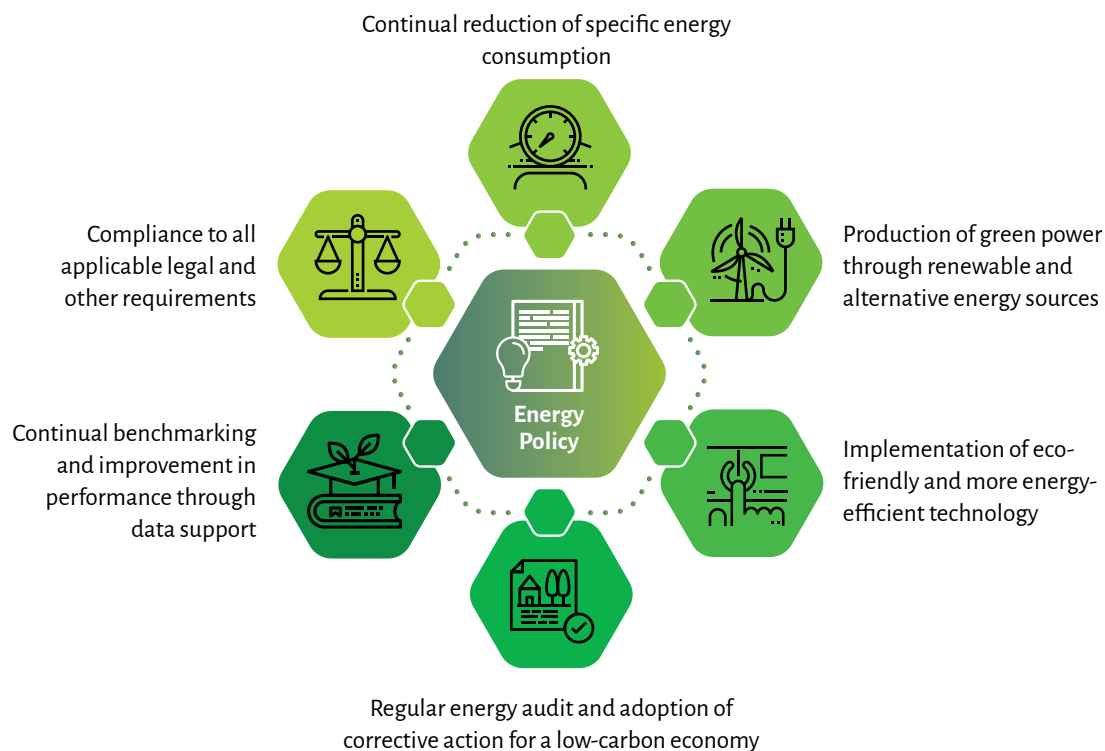 Continual reduction of specific energy
consumption
Compliance to all
applicable legal and
other requirements
Production of green power
through renewable and
alternative energy sources
Energy
Policy
Continual benchmarking
and improvement in
performance through
data support
Implementation of eco-
friendly and more energy-
efficient technology
Regular energy audit and adoption of
corrective action for a low-carbon economy